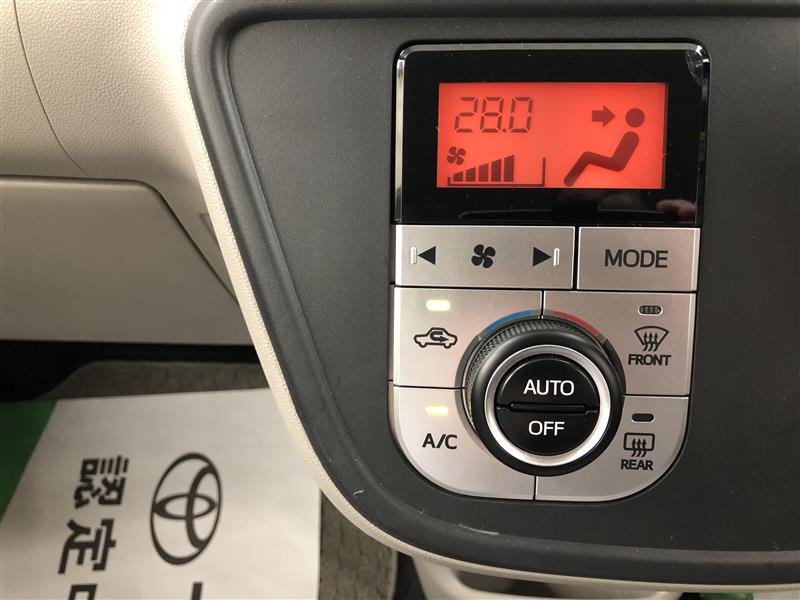 28.0
MODE
FRONT
AUTO
OFF
A/C
REAR
認定